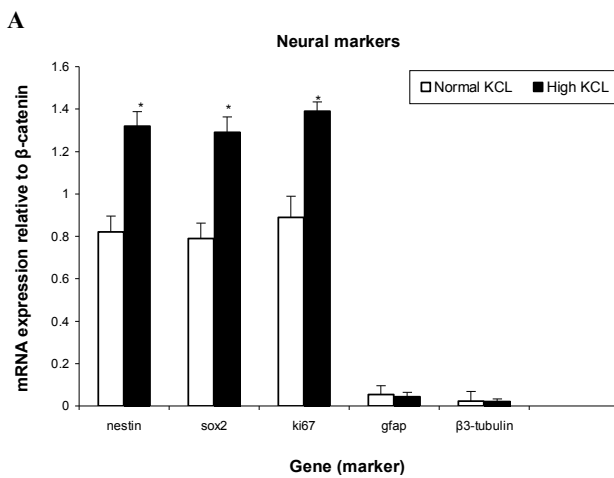 A
Neural markers
Normal KCL High KCL
1.6
1.4
1.2
1
0.8
0.6
0.4
0.2
0
mRNA expression relative to β-catenin
* * *
nestin sox2 ki67 gfap β3-tubulin
Gene (marker)